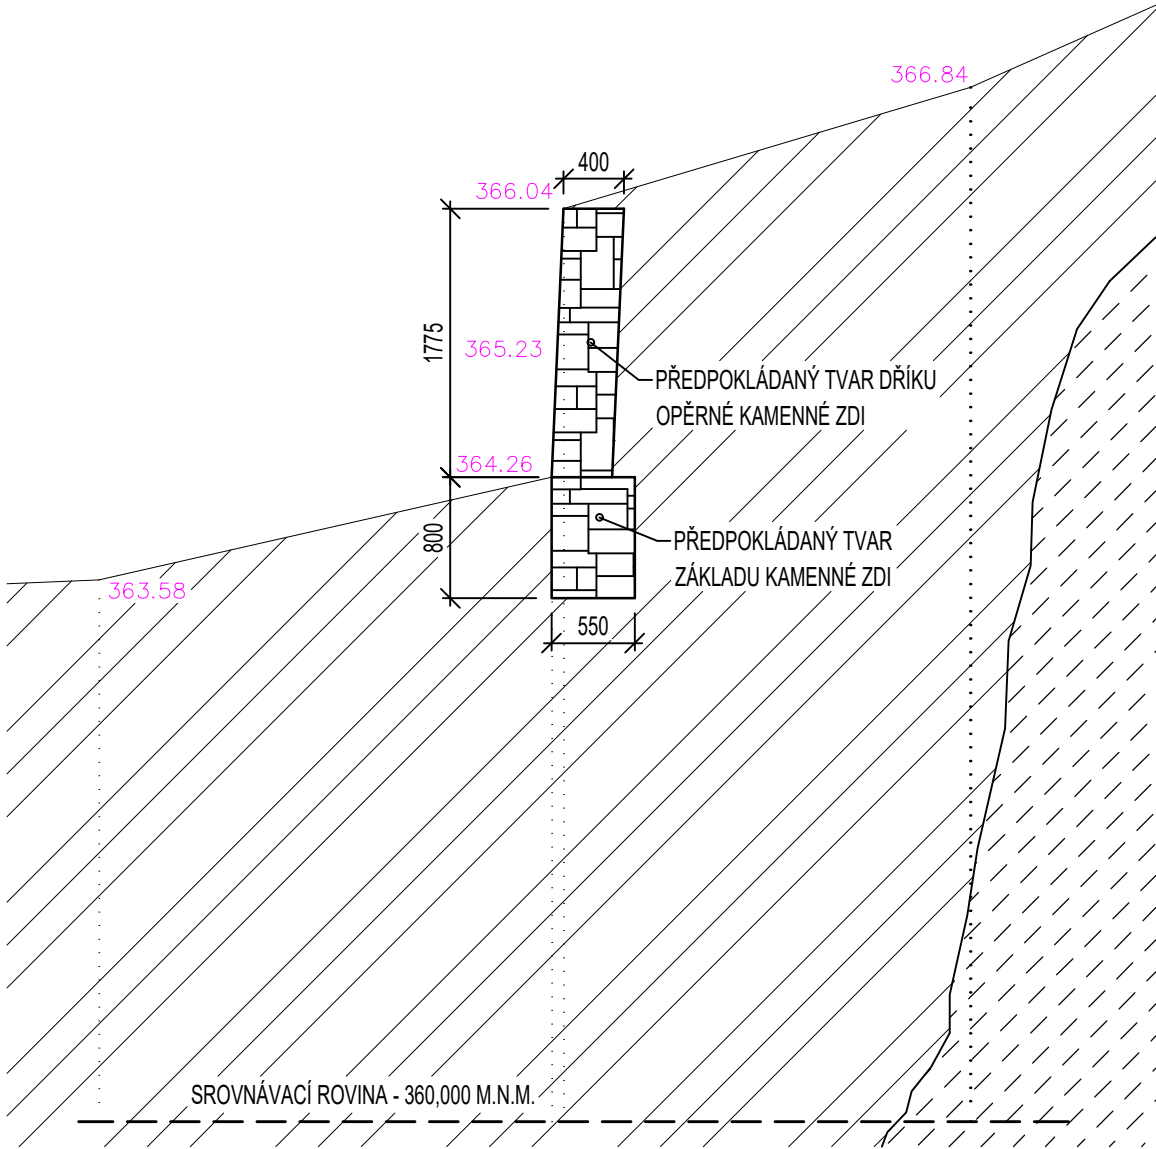 366.84
400
366.04
1775
365.23
PŘEDPOKLÁDANÝ TVAR DŘÍKU
OPĚRNÉ KAMENNÉ ZDI
364.26
800
PŘEDPOKLÁDANÝ TVAR
ZÁKLADU KAMENNÉ ZDI
363.58
550
SROVNÁVACÍ ROVINA - 360,000 M.N.M.